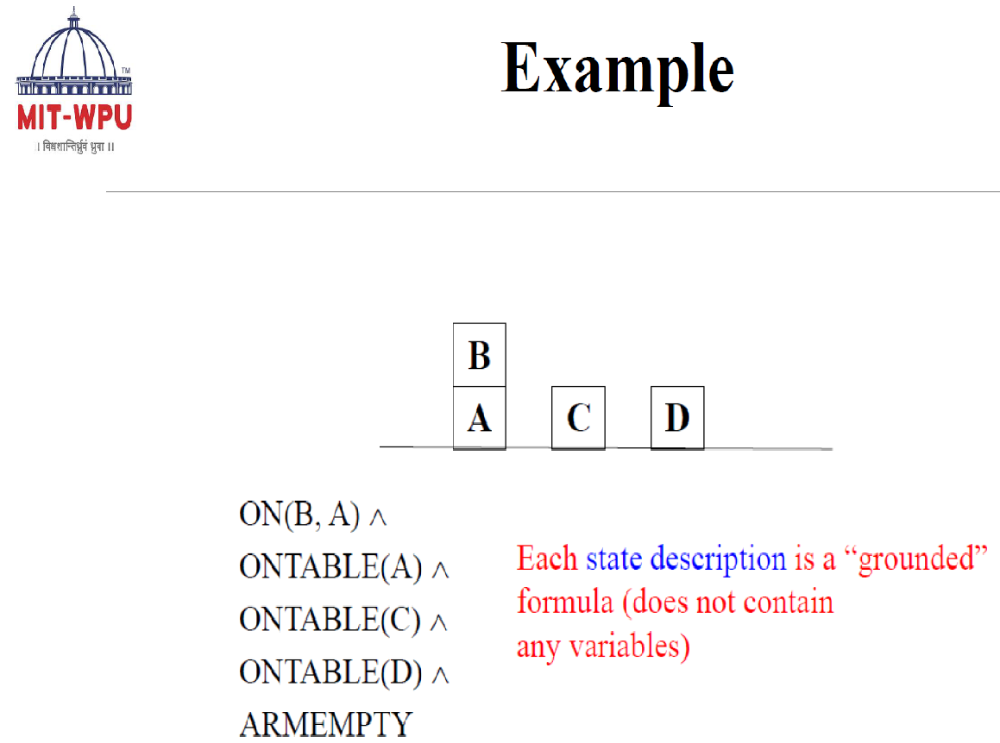 Example
TM
MIT-WPU
।। विश्वशान्तिर्ध्रुवं ध्रुवा ।।
B
A
C
D
ON(B, A) ∧
ONTABLE(A) ∧
ONTABLE(C) ∧
ONTABLE(D) ∧
ARMEMPTY
Each state description is a “grounded”
formula (does not contain
any variables)